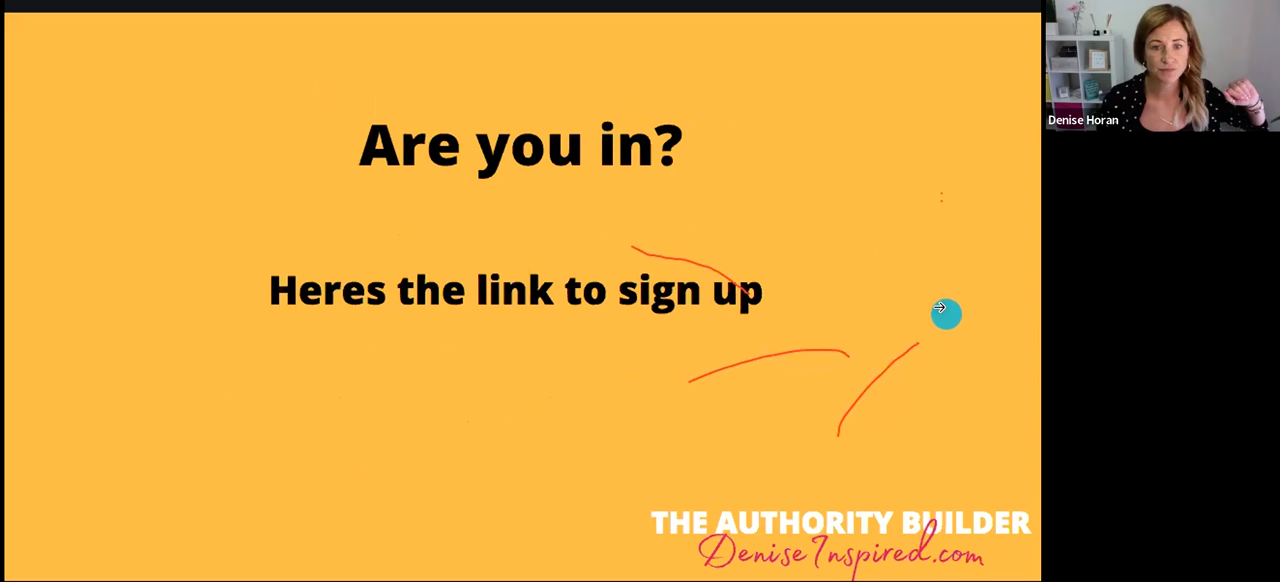 Are you in?
Heres the link to sign up
Denise Horan
THE AUTHORITY BUILDER
DeniseInspired.com